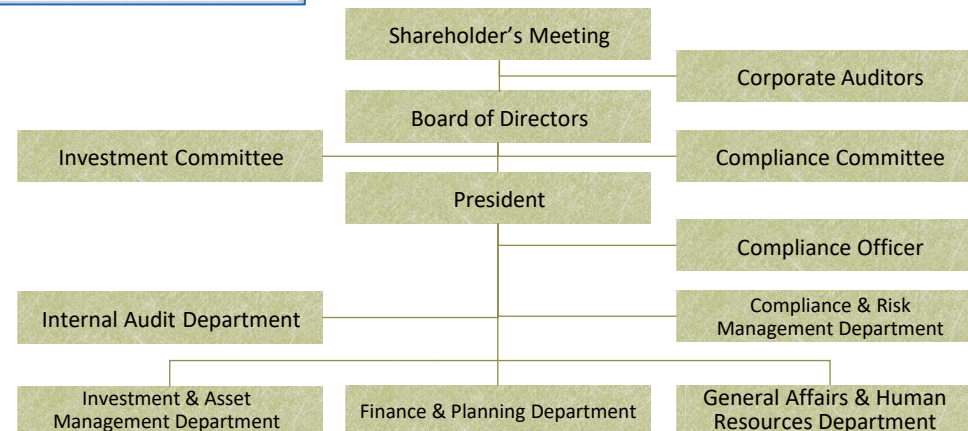 Shareholder’s Meeting
Corporate Auditors
Board of Directors
Investment Committee
Compliance Committee
President
Compliance Officer
Internal Audit Department
Compliance & Risk
Management Department
Investment & Asset
Management Department
Finance & Planning Department
General Affairs & Human
Resources Department